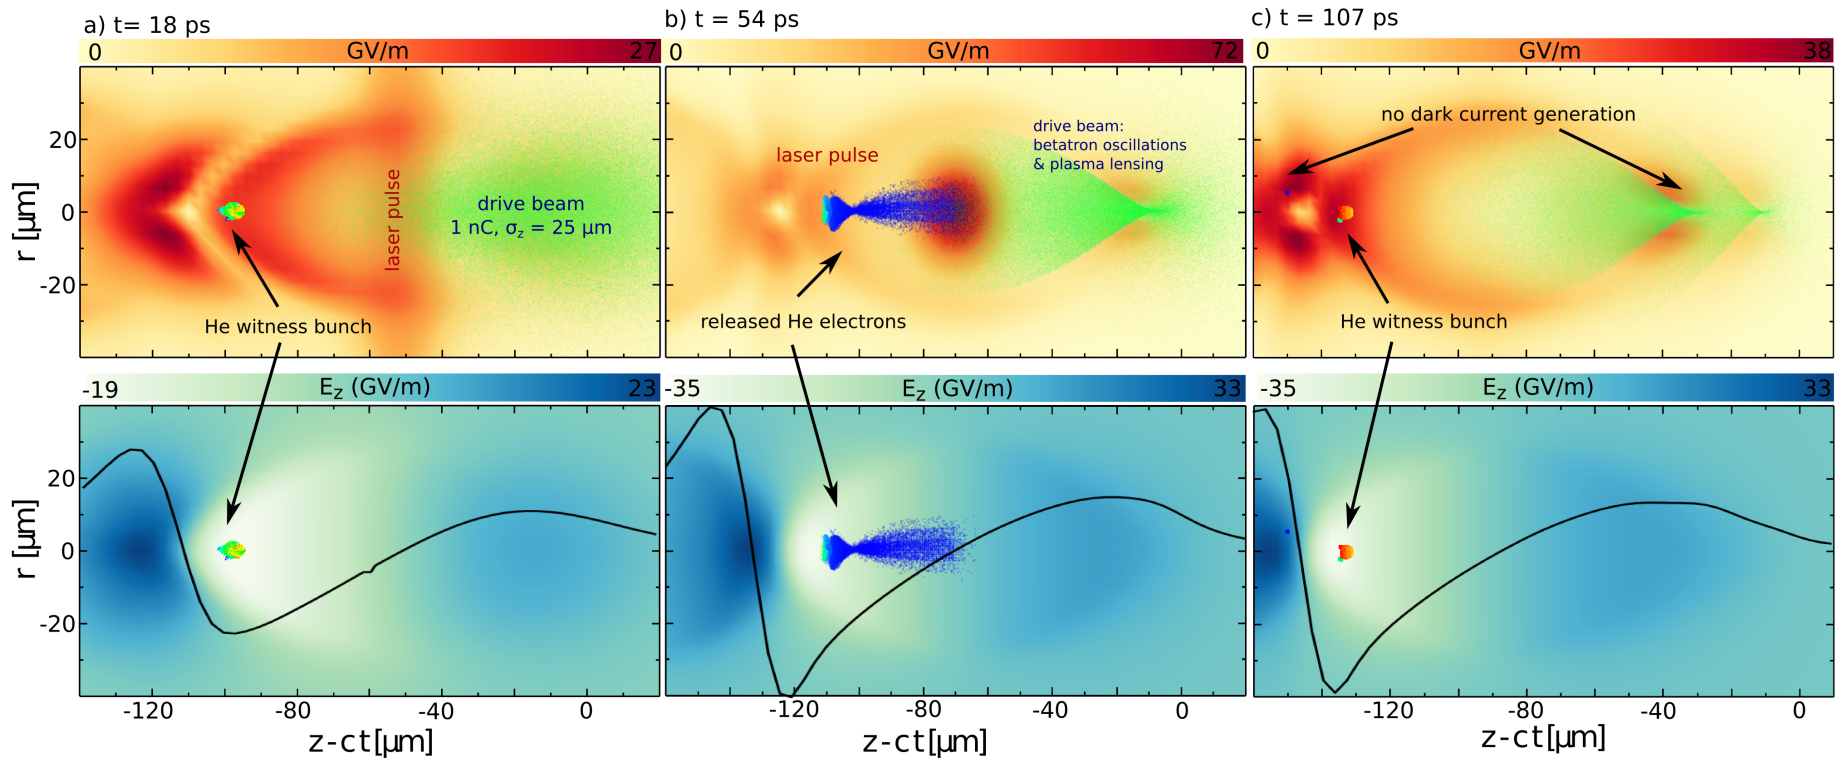 a) t= 18 ps
b) t = 54 ps
c) t = 107 ps
0 GV/m 27
0 GV/m 72
0 GV/m 38
r [μm]
20
0
-20
laser pulse
drive beam
1 nC, σz = 25 μm
He witness bunch
laser pulse
drive beam:
betatron oscillations
& plasma lensing
released He electrons
no dark current generation
He witness bunch
-19 Ez (GV/m) 23
-35 Ez (GV/m) 33
-35 Ez (GV/m) 33
r [μm]
20
0
-20
-120 -80 -40 0
-120 -80 -40 0
-120 -80 -40 0
z-ct[μm]
z-ct[μm]
z-ct[μm]